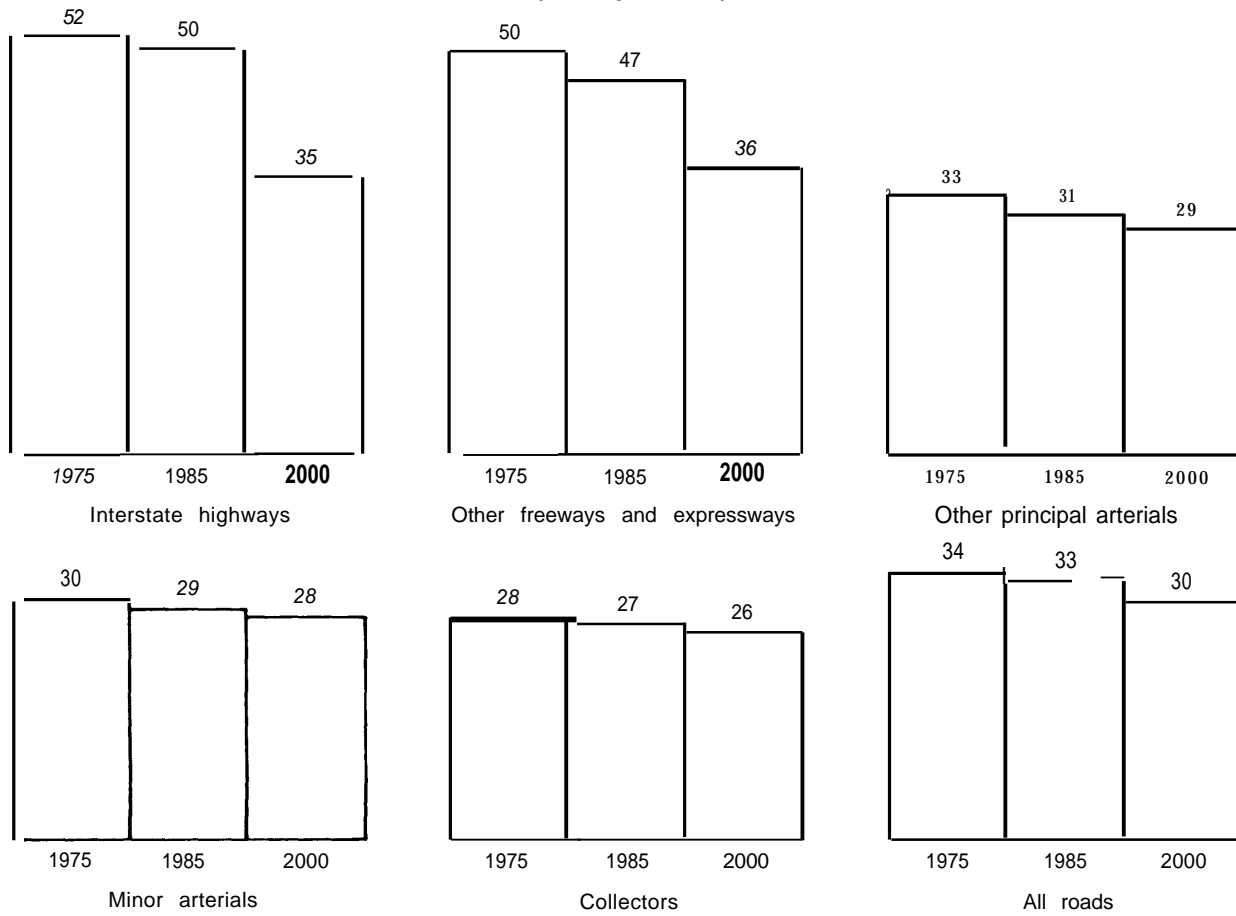 52 50 35
1975 1985 2000
Interstate highways
50 47 36
1975 1985 2000
Other freeways and expressways
33 31 29
1975 1985 2000
Other principal arterials
30 29 28
1975 1985 2000
Minor arterials
28 27 26
1975 1985 2000
Collectors
34 33 30
1975 1985 2000
All roads